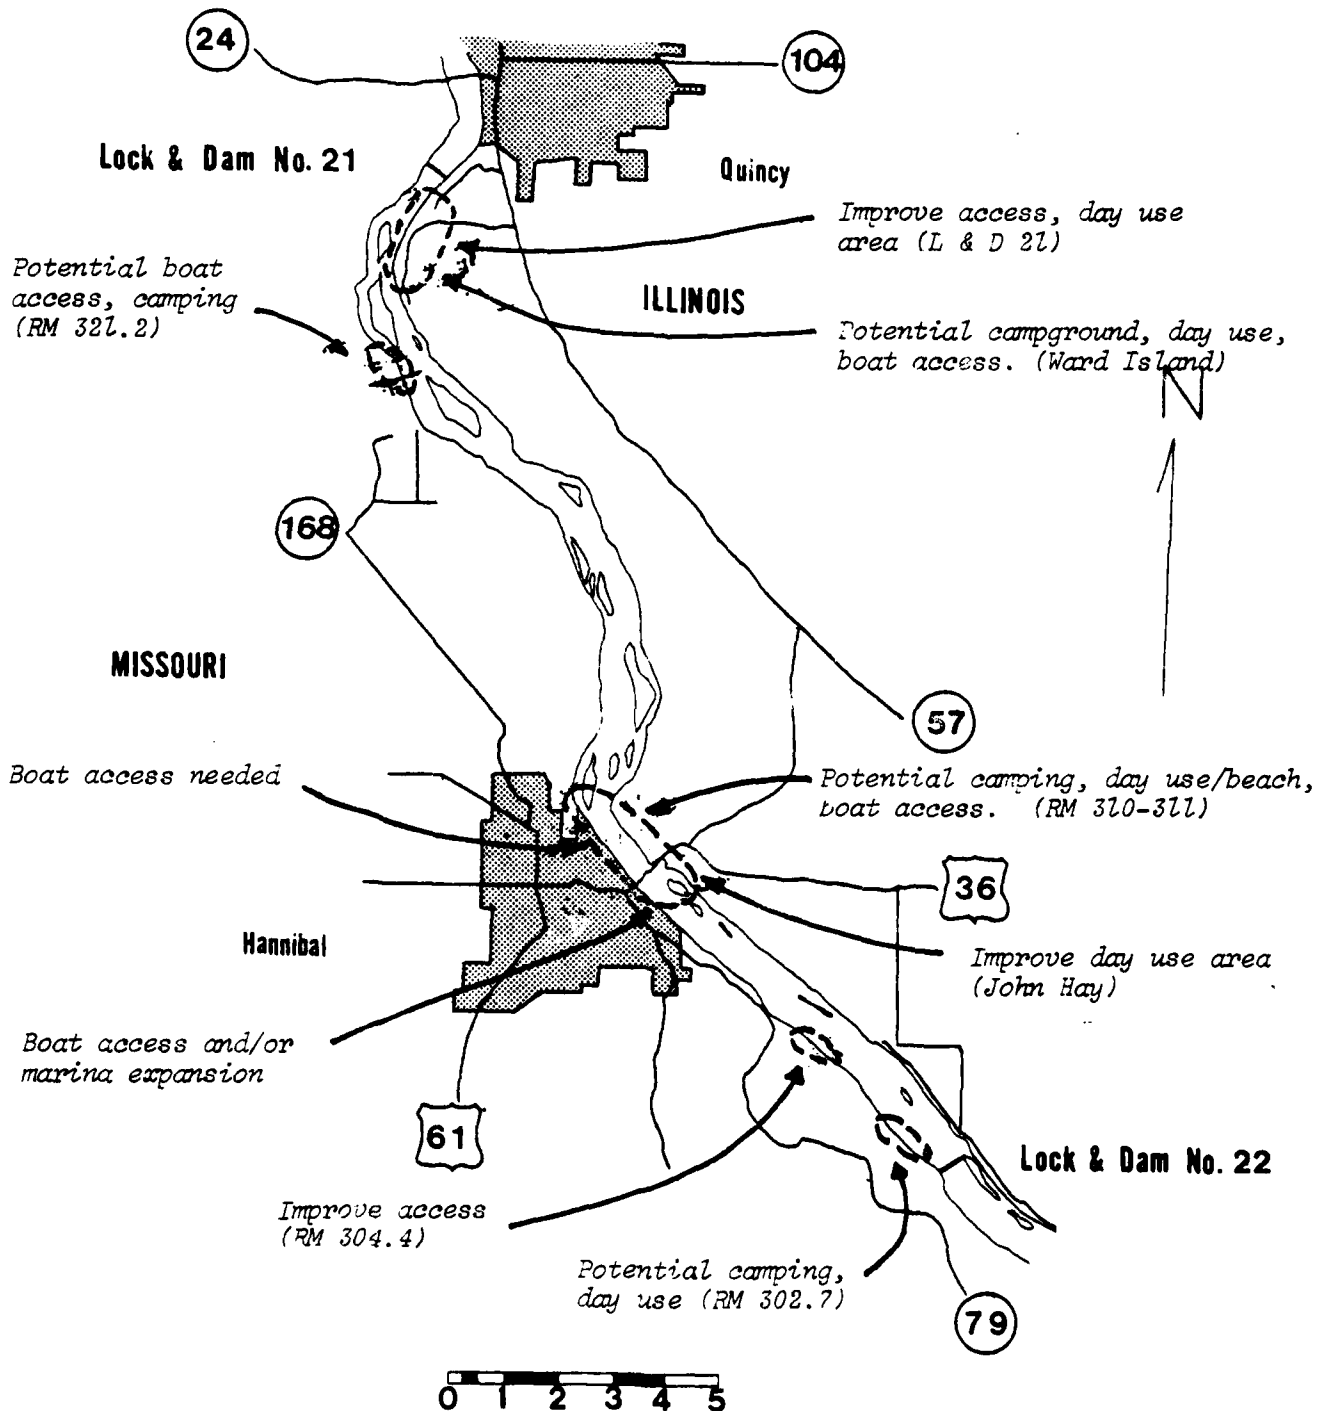 24
104
Lock & Dam No. 21
Quincy
Improve access, day use
area (L & D 21)
Potential boat
access, camping
(RM 321.2)
ILLINOIS
Potential campground, day use,
boat access. (Ward Island)
N
168
MISSOURI
57
Boat access needed
Potential camping, day use/beach,
boat access. (RM 310-311)
36
Hannibal
Improve day use area
(John Hay)
Boat access and/or
marina expansion
61
Lock & Dam No. 22
Improve access
(RM 304.4)
Potential camping,
day use (RM 302.7)
79
0 1 2 3 4 5